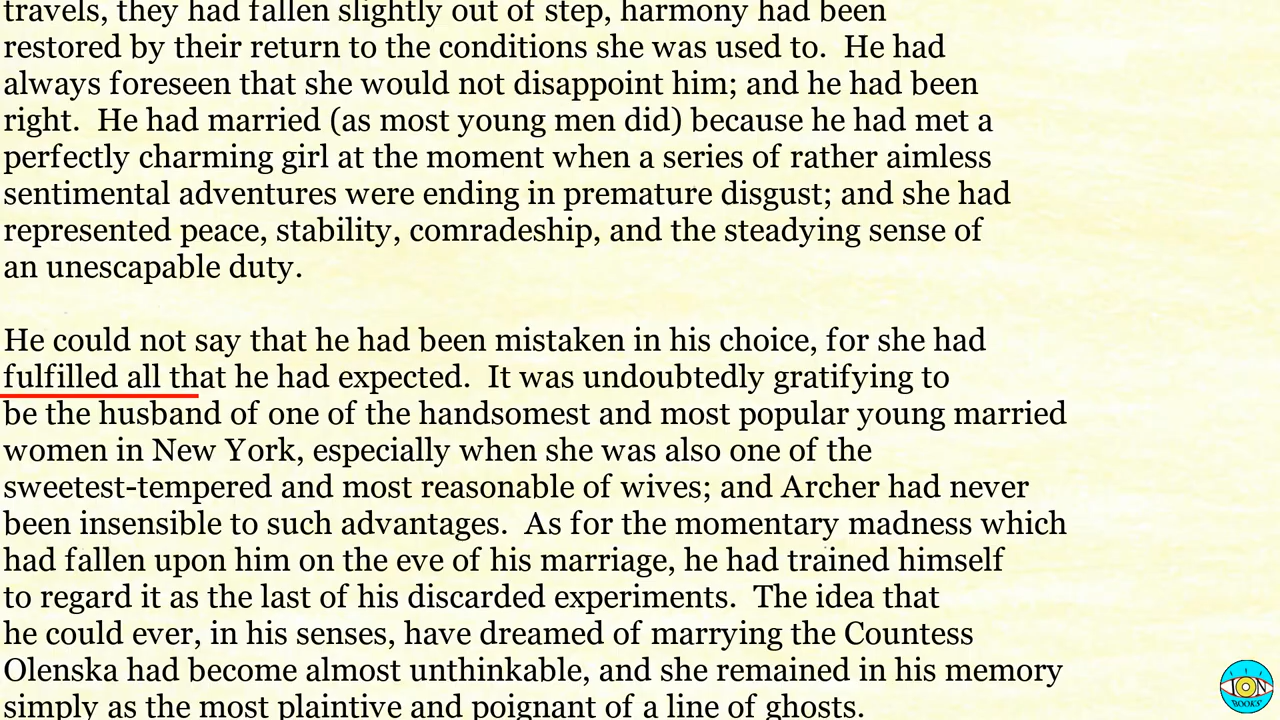 travels, they had fallen slightly out of step, harmony had been
restored by their return to the conditions she was used to.  He had
always foreseen that she would not disappoint him; and he had been
right.  He had married (as most young men did) because he had met a
perfectly charming girl at the moment when a series of rather aimless
sentimental adventures were ending in premature disgust; and she had
represented peace, stability, comradeship, and the steadying sense of
an unescapable duty.
He could not say that he had been mistaken in his choice, for she had
fulfilled all that he had expected.  It was undoubtedly gratifying to
be the husband of one of the handsomest and most popular young married
women in New York, especially when she was also one of the
sweetest-tempered and most reasonable of wives; and Archer had never
been insensible to such advantages.  As for the momentary madness which
had fallen upon him on the eve of his marriage, he had trained himself
to regard it as the last of his discarded experiments.  The idea that
he could ever, in his senses, have dreamed of marrying the Countess
Olenska had become almost unthinkable, and she remained in his memory
simply as the most plaintive and poignant of a line of ghosts.
ION
BOOKS